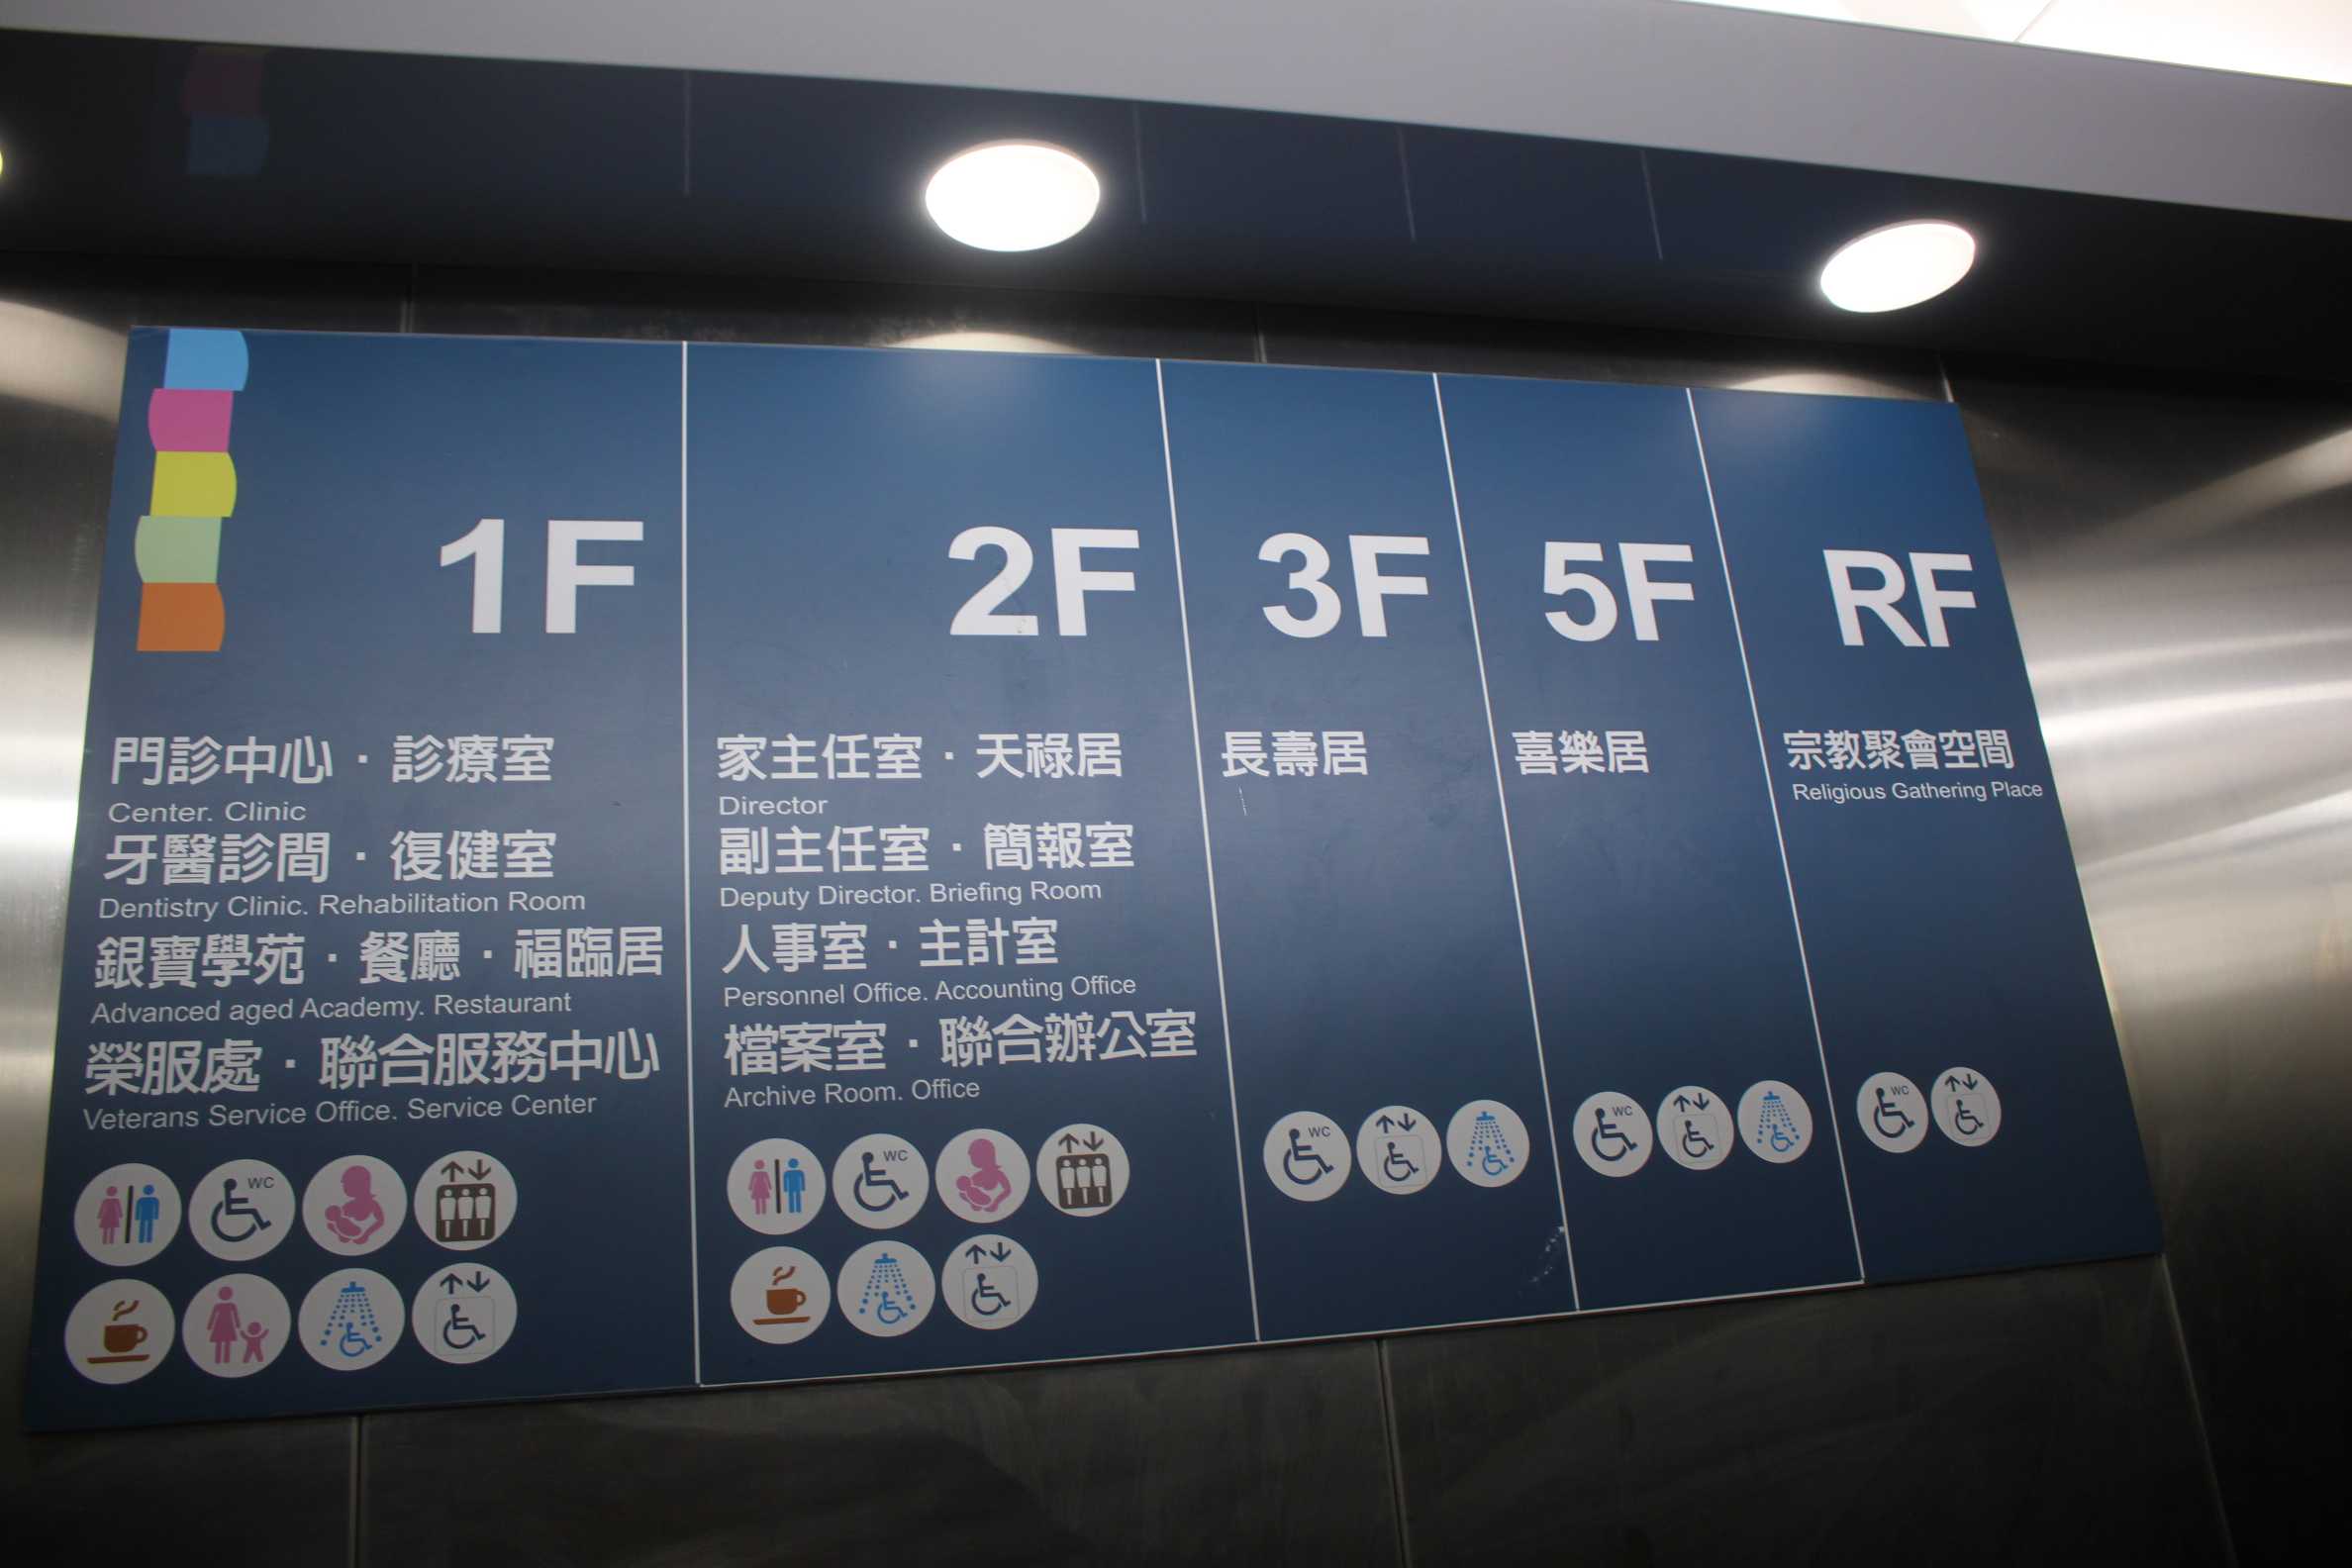 1F
門診中心·診療室
Center. Clinic
牙醫診間·復健室
Dentistry Clinic. Rehabilitation Room
銀寶學苑·餐廳·福臨居
Advanced aged Academy. Restaurant
榮服處·聯合服務中心
Veterans Service Office. Service Center
WC
2F
家主任室·天祿居
Director
副主任室·簡報室
Deputy Director. Briefing Room
人事室·主計室
Personnel Office. Accounting Office
檔案室·聯合辦公室
Archive Room. Office
WC
3F
長壽居
WC
5F
喜樂居
WC
RF
宗教聚會空間
Religious Gathering Place
WC